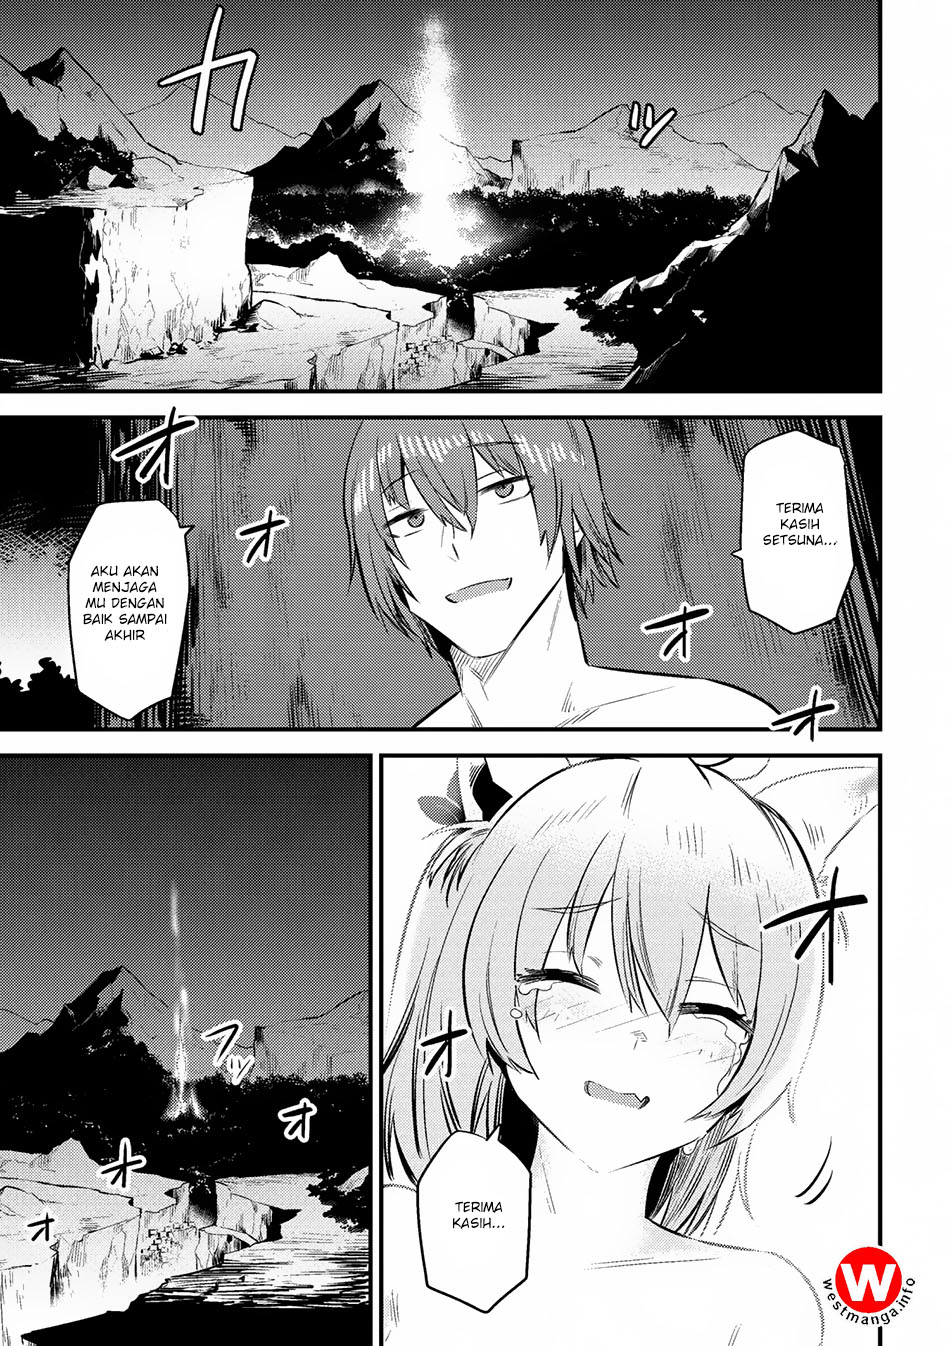 カッ
TERIMA
KASIH
SETSUNA...
AKU AKAN
MENJAGA
MU DENGAN
BAIK SAMPAI
AKHIR
オ
オ
オ
オ
オ
オ
TERIMA
KASIH...
フッ
オ
オ
オ
W
westmanga.info